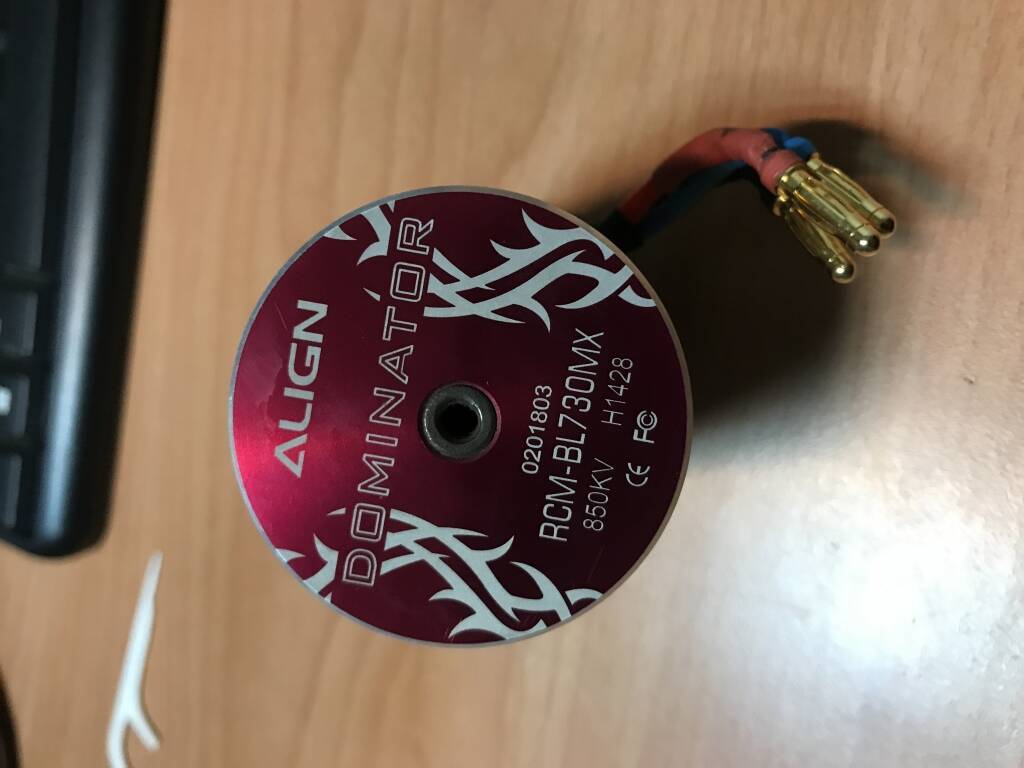 ALIGN
DOMINATOR
0201803
RCM-BL730MX
850KV H1428
CE FC